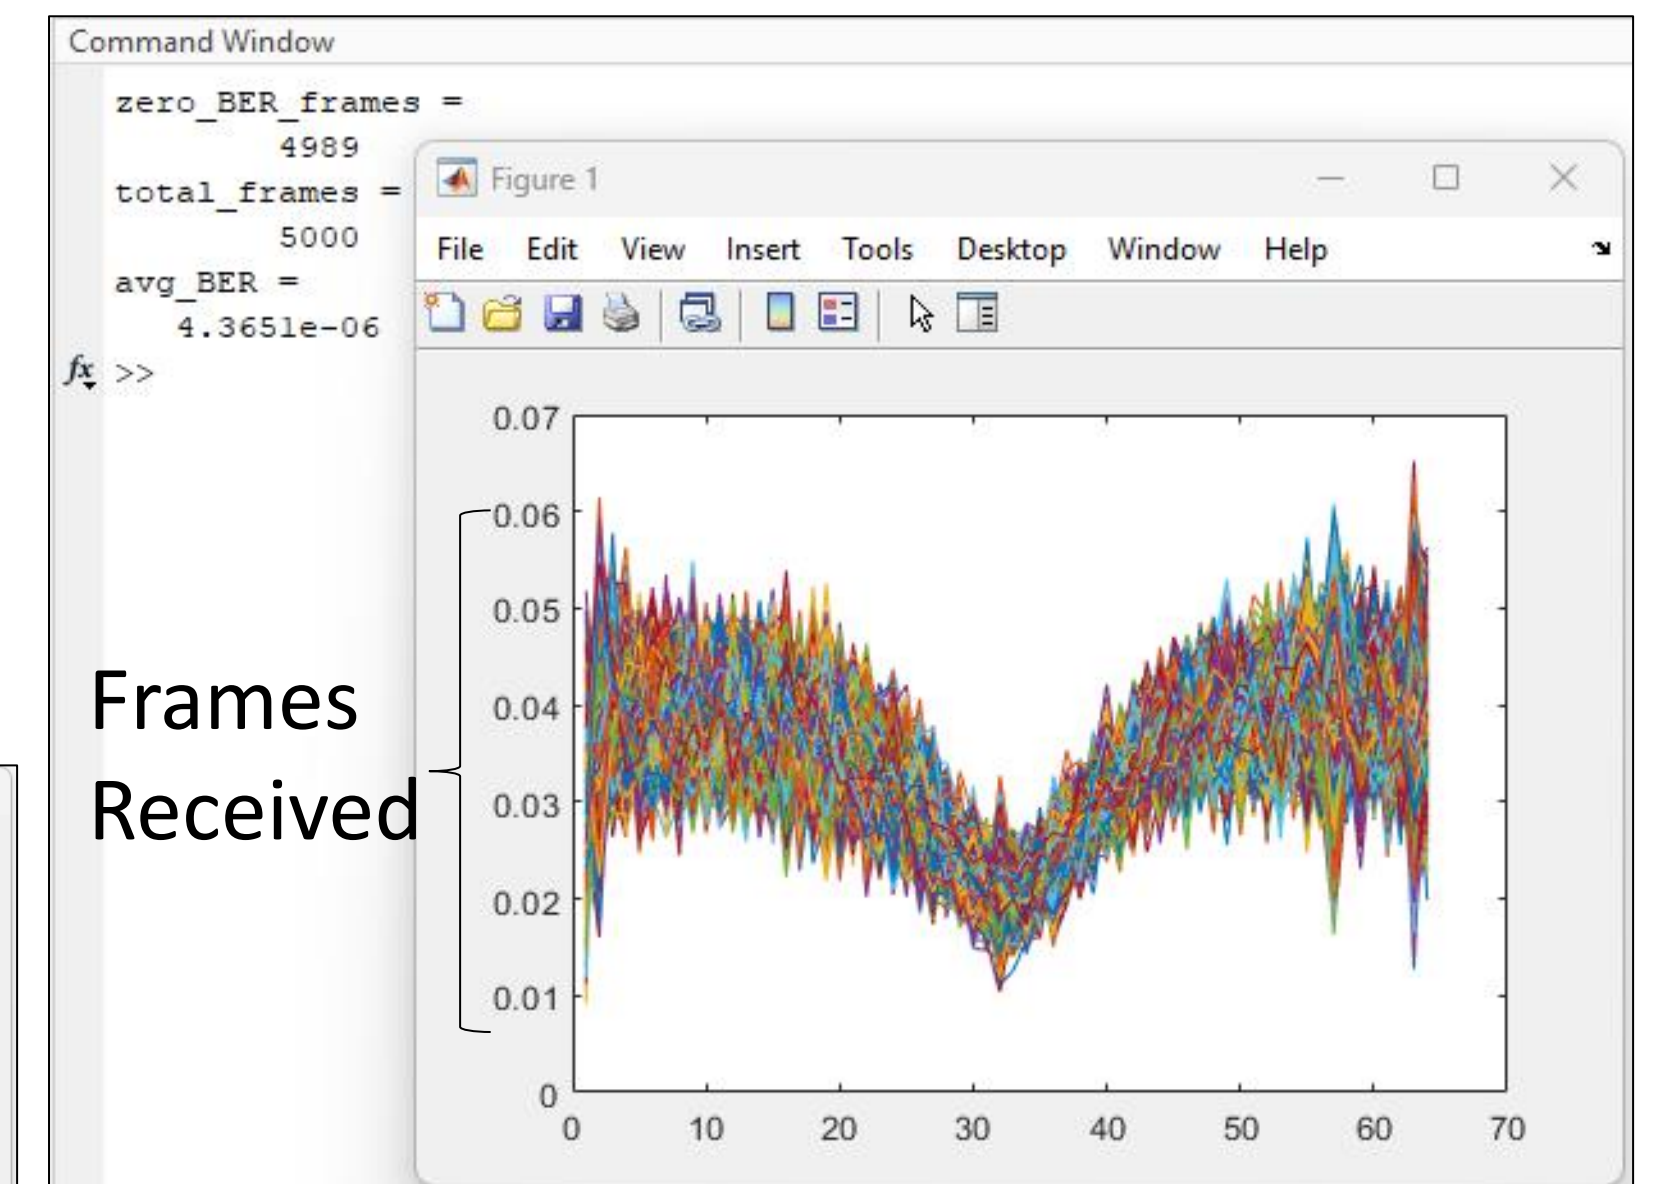 Command Window
zero_BER_frames =
4989
total_frames =
5000
avg_BER =
4.3651e-06
fx >>
Figure 1
File Edit View Insert Tools Desktop Window Help
Frames
Received
0.07
0.06
0.05
0.04
0.03
0.02
0.01
0
0 10 20 30 40 50 60 70